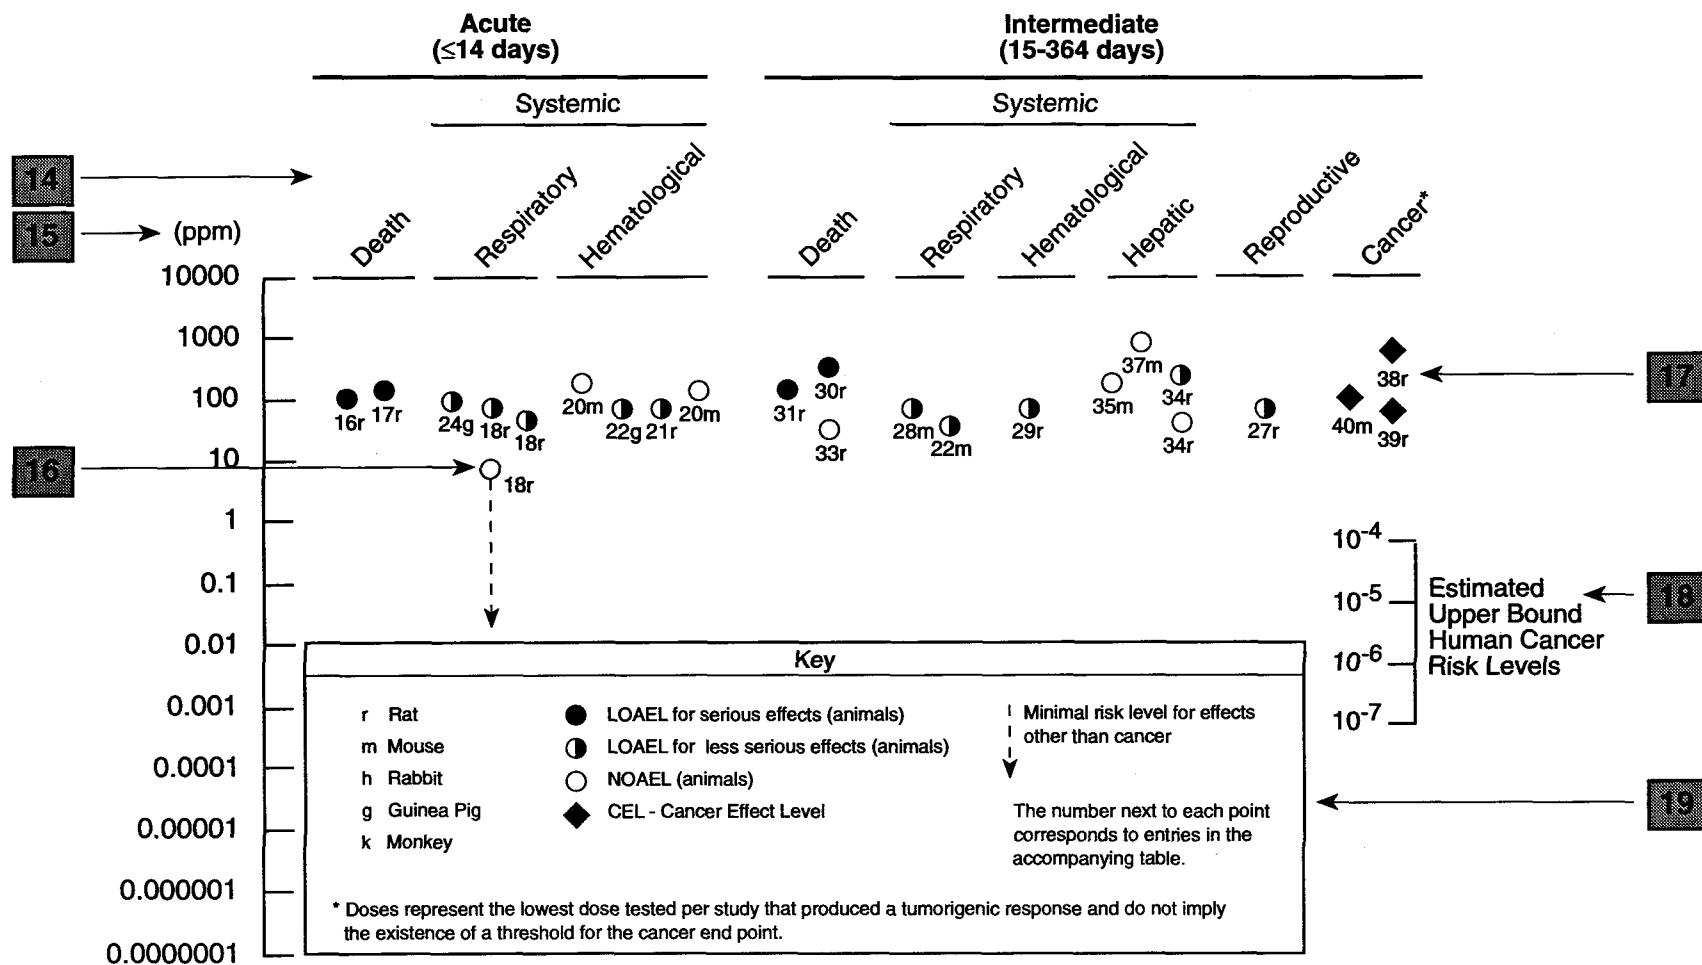 Acute
(≤14 days)
Intermediate
(15-364 days)
Systemic
Systemic
14
15
(ppm)
Death
Respiratory
Hematological
Death
Respiratory
Hematological
Hepatic
Reproductive
Cancer*
10000
1000
100
10
1
0.1
0.01
0.001
0.0001
0.00001
0.000001
0.0000001
16r
17r
24g
18r
18r
18r
20m
22g
21r
20m
31r
30r
33r
28m
22m
29r
35m
37m
34r
34r
27r
40m
38r
39r
16
17
10-4
10-5
10-6
10-7
Estimated
Upper Bound
Human Cancer
Risk Levels
18
19
Key
r Rat
m Mouse
h Rabbit
g Guinea Pig
k Monkey
LOAEL for serious effects (animals)
LOAEL for less serious effects (animals)
NOAEL (animals)
CEL - Cancer Effect Level
Minimal risk level for effects
other than cancer
The number next to each point
corresponds to entries in the
accompanying table.
* Doses represent the lowest dose tested per study that produced a tumorigenic response and do not imply
the existence of a threshold for the cancer end point.